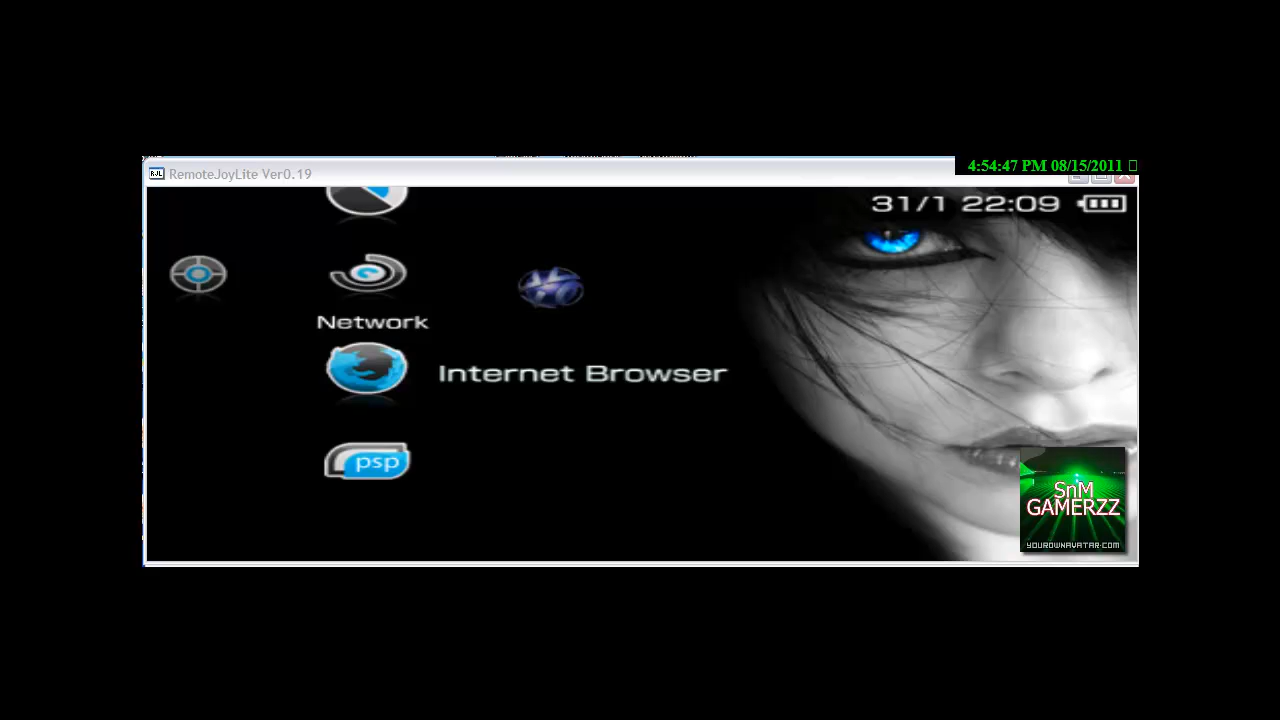 4:54:47 PM 08/15/2011
RJL RemoteJoyLite Ver0.19
31/1 22:09
Network
Internet Browser
psp
SnM
GAMERZZ
YOUROWNAVATAR.COM